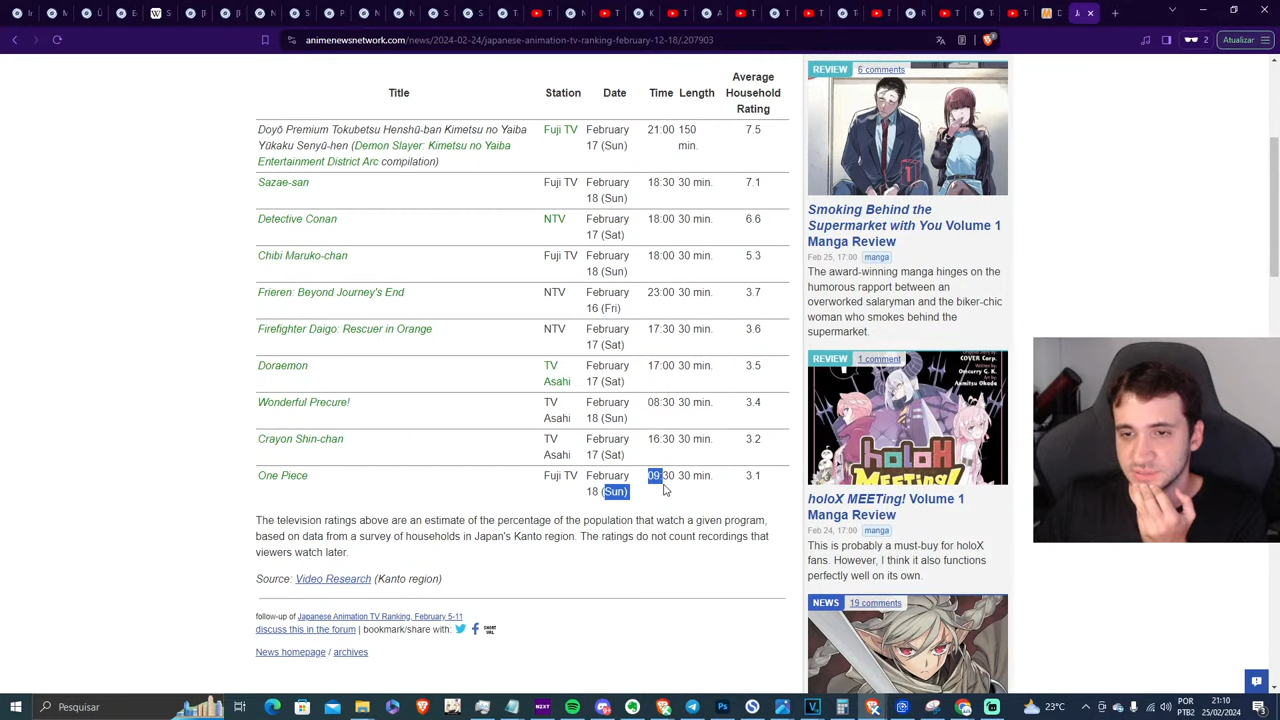 animenewsnetwork.com/news/2024-02-24/japanese-animation-tv-ranking-february-12-18/.207903
2
Atualizar
Title Station Date Time Length Average Household Rating
Doyō Premium Tokubetsu Henshū-ban Kimetsu no Yaiba Fuji TV February 21:00 150 7.5
Yūkaku Senyū-hen (Demon Slayer: Kimetsu no Yaiba 17 (Sun) min.
Entertainment District Arc compilation)
Sazae-san Fuji TV February 18:30 30 min. 7.1
18 (Sun)
Detective Conan NTV February 18:00 30 min. 6.6
17 (Sat)
Chibi Maruko-chan Fuji TV February 18:00 30 min. 5.3
18 (Sun)
Frieren: Beyond Journey's End NTV February 23:00 30 min. 3.7
16 (Fri)
Firefighter Daigo: Rescuer in Orange NTV February 17:30 30 min. 3.6
17 (Sat)
Doraemon TV February 17:00 30 min. 3.5
Asahi 17 (Sat)
Wonderful Precure! TV February 08:30 30 min. 3.4
Asahi 18 (Sun)
Crayon Shin-chan TV February 16:30 30 min. 3.2
Asahi 17 (Sat)
One Piece Fuji TV February 09:30 30 min. 3.1
18 (Sun)
The television ratings above are an estimate of the percentage of the population that watch a given program,
based on data from a survey of households in Japan's Kanto region. The ratings do not count recordings that
viewers watch later.
Source: Video Research (Kanto region)
follow-up of Japanese Animation TV Ranking, February 5-11
discuss this in the forum | bookmark/share with: SHORT URL
News homepage / archives
REVIEW 6 comments
Smoking Behind the
Supermarket with You Volume 1
Manga Review
Feb 25, 17:00 manga
The award-winning manga hinges on the
humorous rapport between an
overworked salaryman and the biker-chic
woman who smokes behind the
supermarket.
REVIEW 1 comment
COVER Corp.
Omcurry G. K.
Anmitsu Okada
holoX
MEETing!
holoX MEETing! Volume 1
Manga Review
Feb 24, 17:00 manga
This is probably a must-buy for holoX
fans. However, I think it also functions
perfectly well on its own.
NEWS 19 comments
Pesquisar
23°C
POR
PTB2
21:10
25/02/2024